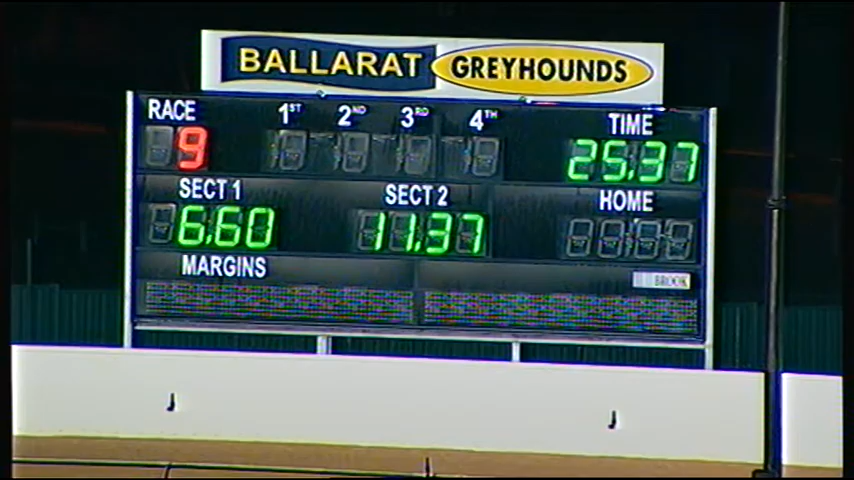 BALLARAT GREYHOUNDS
RACE 1ST 2ND 3RD 4TH TIME
9 25.37
SECT 1 SECT 2 HOME
6.60 11.37
MARGINS
BROOK